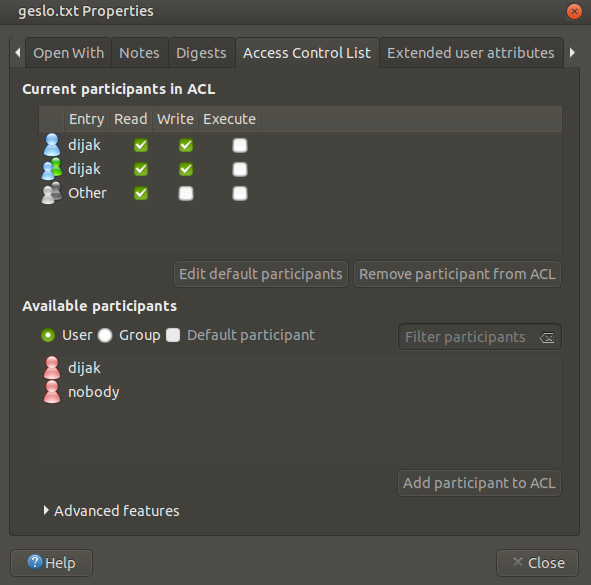 geslo.txt Properties
Open With Notes Digests Access Control List Extended user attributes
Current participants in ACL
Entry Read Write Execute
dijak
dijak
Other
Edit default participants Remove participant from ACL
Available participants
User Group Default participant Filter participants
dijak
nobody
Add participant to ACL
Advanced features
Help Close